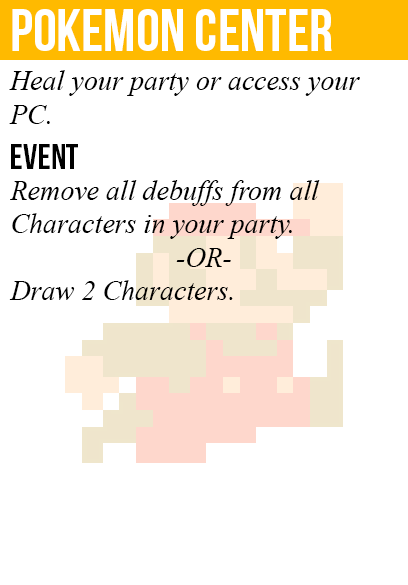 POKEMON CENTER
Heal your party or access your
PC.
EVENT
Remove all debuffs from all
Characters in your party.
-OR-
Draw 2 Characters.